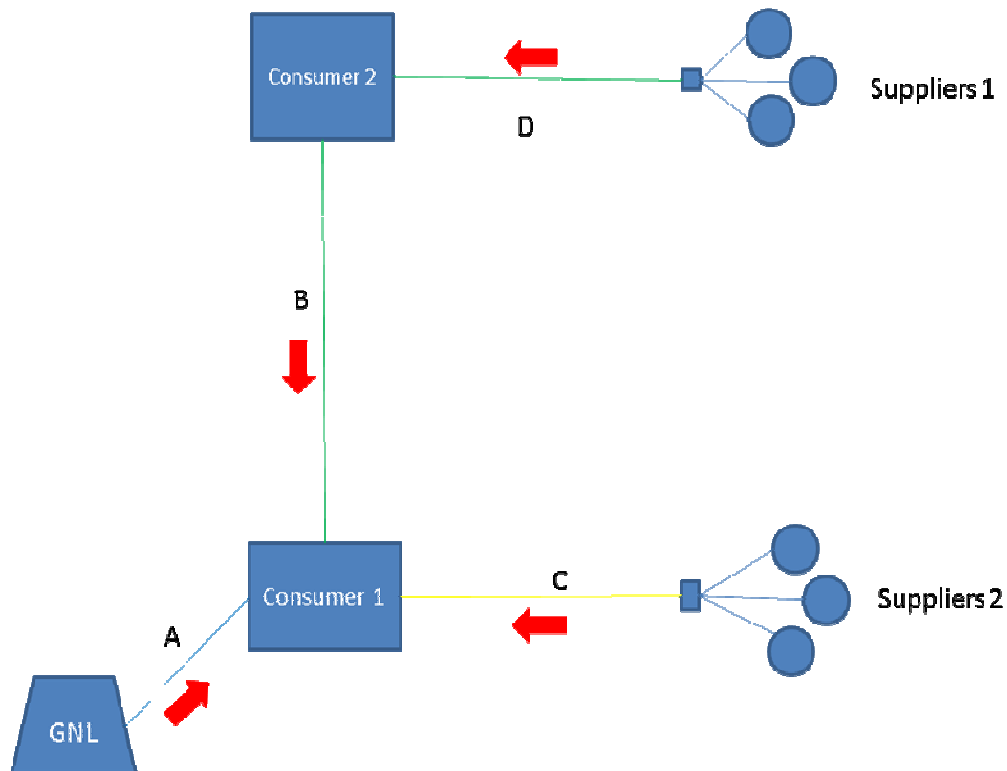 Consumer 2
Suppliers 1
D
B
C
Consumer 1
Suppliers 2
A
GNL